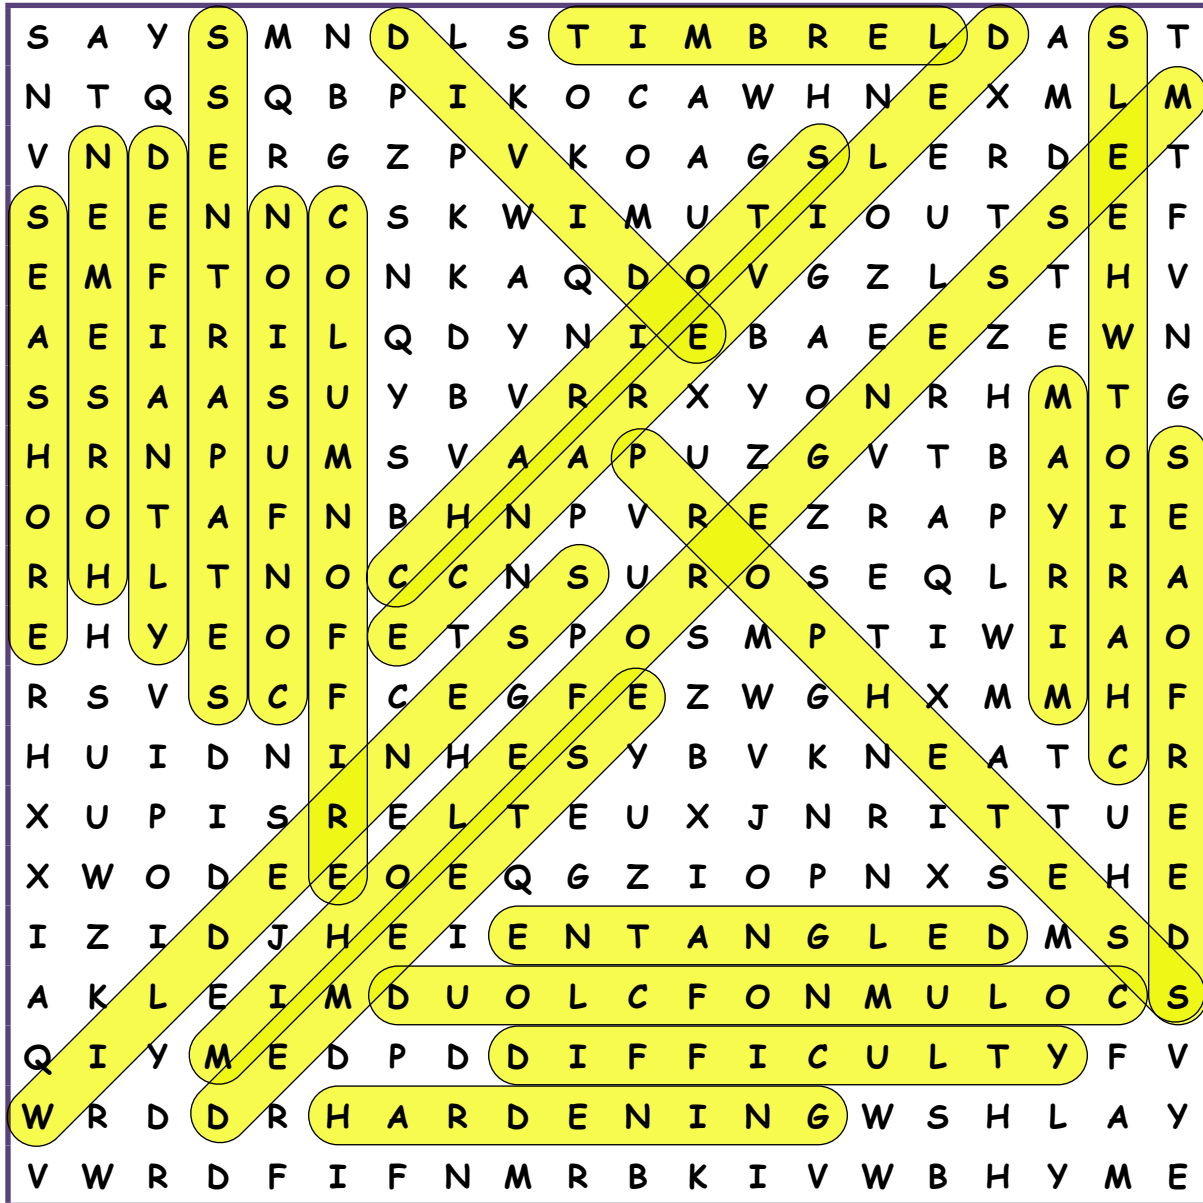 S A Y S M N D L S T I M B R E L D A S T
N T Q S Q B P I K O C A W H N E X M L M
V N D E R G Z P V K O A G S L E R D E T
S E E N N C S K W I M U T I O U T S E F
E M F T O O N K A Q D O V G Z L S T H V
A E I R I L Q D Y N I E B A E E Z E W N
S S A A S U Y B V R R X Y O N R H M T G
H R N P U M S V A A P U Z G V T B A O S
O O T A F N B H N P V R E Z R A P Y I E
R H L T N O C C N S U R O S E Q L R R A
E H Y E O F E T S P O S M P T I W I A O
R S V S C F C E G F E Z W G H X M M H F
H U I D N I N H E S Y B V K N E A T C R
X U P I S R E L T E U X J N R I T T U E
X W O D E E O E Q G Z I O P N X S E H E
I Z I D J H E I E N T A N G L E D M S D
A K L E I M D U O L C F O N M U L O C S
Q I Y M E D P D D I F F I C U L T Y F V
W R D D R H A R D E N I N G W S H L A Y
V W R D F I F N M R B K I V W B H Y M E